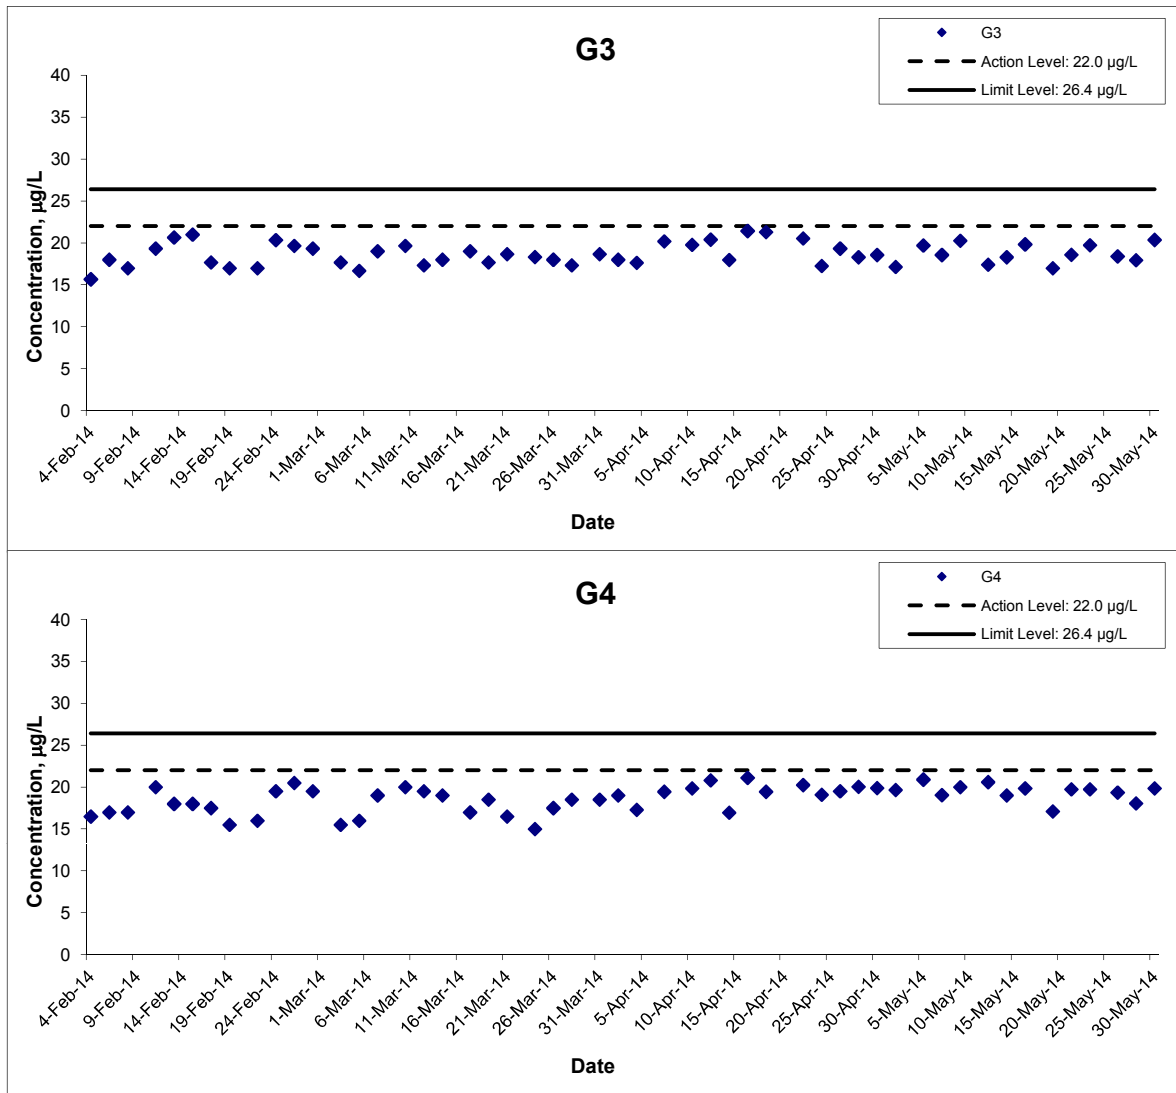 G3
G3
Action Level: 22.0 µg/L
Limit Level: 26.4 µg/L
Concentration, µg/L
40
35
30
25
20
15
10
5
0
4-Feb-14
9-Feb-14
14-Feb-14
19-Feb-14
24-Feb-14
1-Mar-14
6-Mar-14
11-Mar-14
16-Mar-14
21-Mar-14
26-Mar-14
31-Mar-14
5-Apr-14
10-Apr-14
15-Apr-14
20-Apr-14
25-Apr-14
30-Apr-14
5-May-14
10-May-14
15-May-14
20-May-14
25-May-14
30-May-14
Date
G4
G4
Action Level: 22.0 µg/L
Limit Level: 26.4 µg/L
Concentration, µg/L
40
35
30
25
20
15
10
5
0
4-Feb-14
9-Feb-14
14-Feb-14
19-Feb-14
24-Feb-14
1-Mar-14
6-Mar-14
11-Mar-14
16-Mar-14
21-Mar-14
26-Mar-14
31-Mar-14
5-Apr-14
10-Apr-14
15-Apr-14
20-Apr-14
25-Apr-14
30-Apr-14
5-May-14
10-May-14
15-May-14
20-May-14
25-May-14
30-May-14
Date